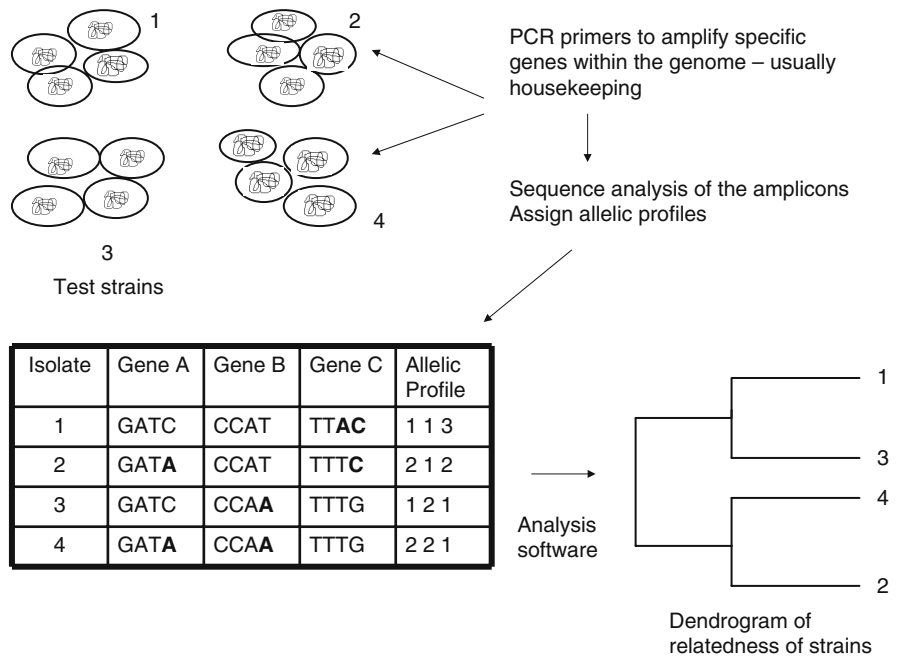 1
2
PCR primers to amplify specific
genes within the genome – usually
housekeeping
3
4
Test strains
Sequence analysis of the amplicons
Assign allelic profiles
Isolate Gene A Gene B Gene C Allelic Profile
1 GATC CCAT TTAC 1 1 3
2 GATA CCAT TTTC 2 1 2
3 GATC CCAA TTTG 1 2 1
4 GATA CCAA TTTG 2 2 1
Analysis
software
1
3
4
2
Dendrogram of
relatedness of strains